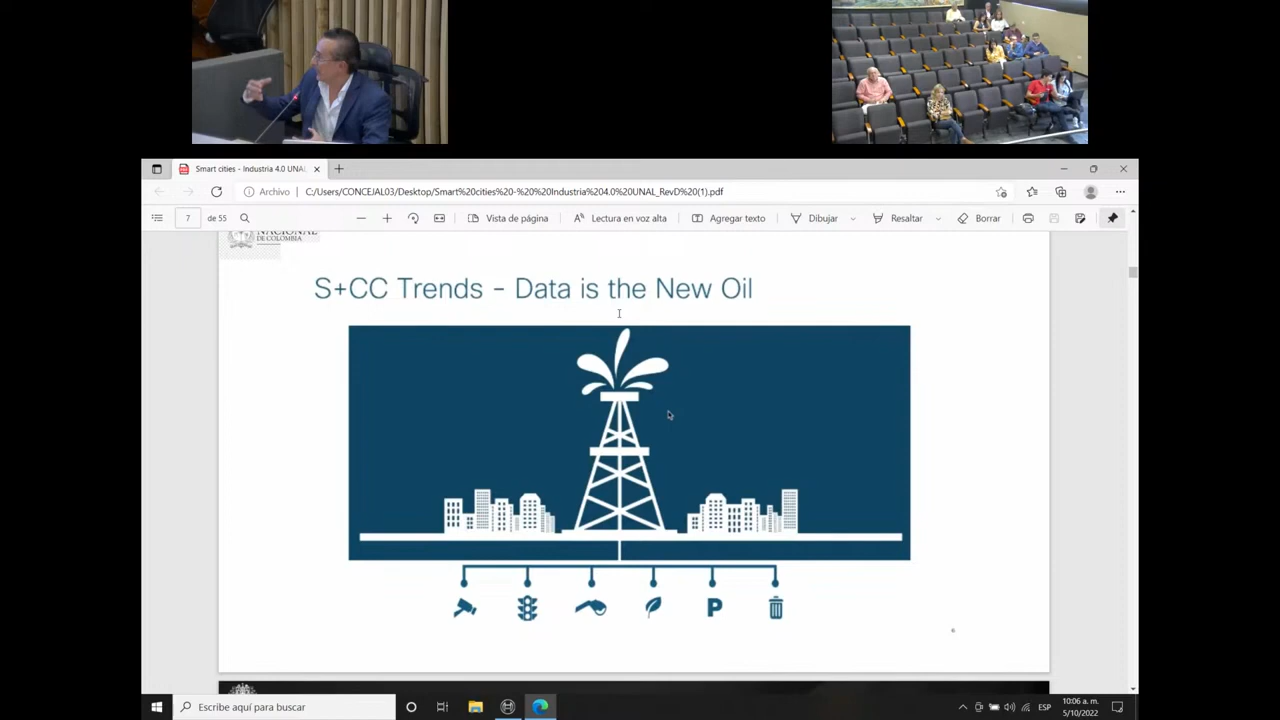 Smart cities - Industria 4.0 UNAL
Archivo C:/Users/CONCEJAL03/Desktop/Smart%20cities%20-%20%20Industria%204.0%20UNAL_RevD%20(1).pdf
7 de 55 Vista de página Lectura en voz alta Agregar texto Dibujar Resaltar Borrar
NACIONAL
DE COLOMBIA
S+CC Trends - Data is the New Oil
P
Escribe aquí para buscar
ESP
10:06 a. m.
5/10/2022